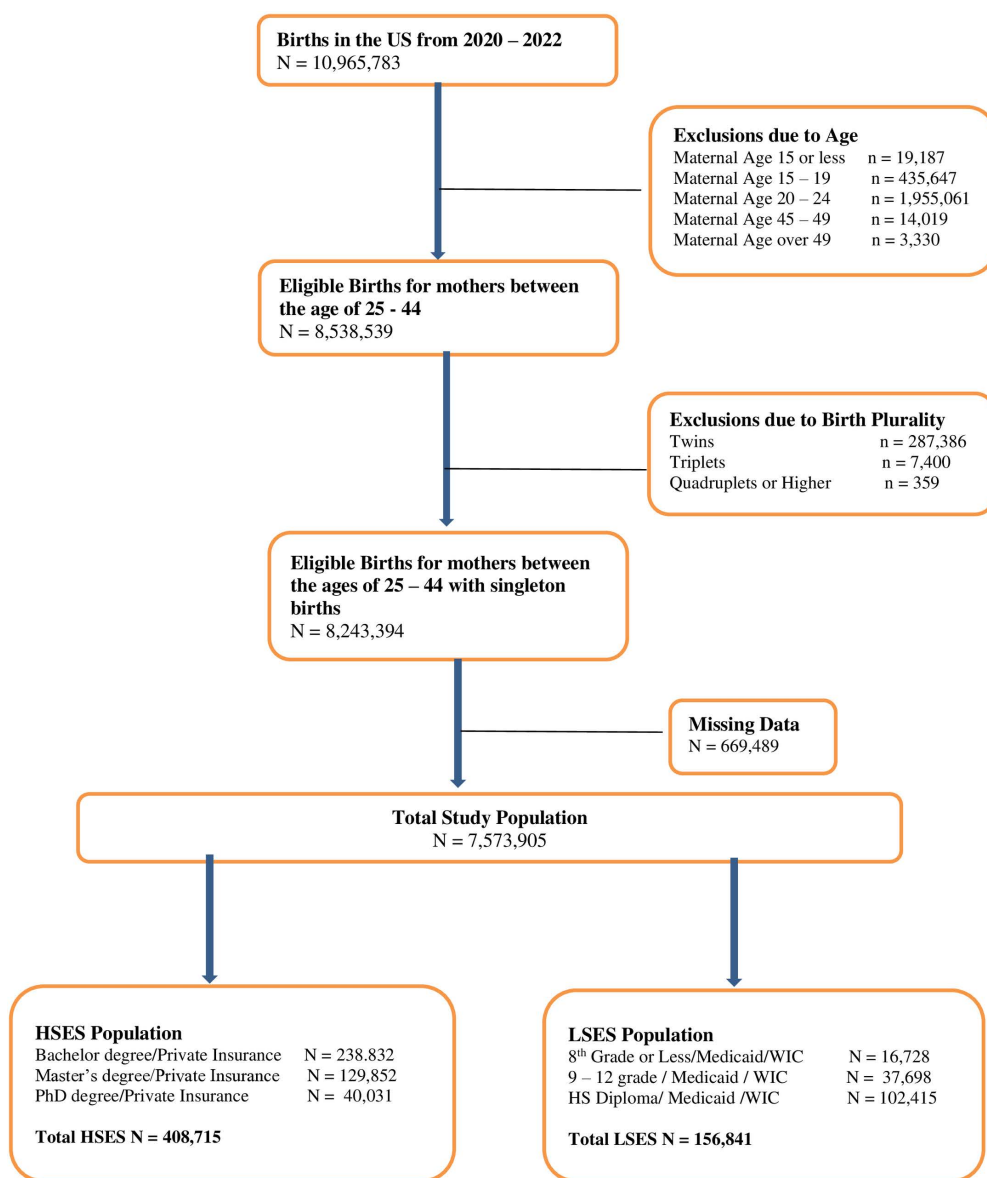 Births in the US from 2020 – 2022
N = 10,965,783
Exclusions due to Age
Maternal Age 15 or less n = 19,187
Maternal Age 15 – 19 n = 435,647
Maternal Age 20 – 24 n = 1,955,061
Maternal Age 45 – 49 n = 14,019
Maternal Age over 49 n = 3,330
Eligible Births for mothers between
the age of 25 - 44
N = 8,538,539
Exclusions due to Birth Plurality
Twins n = 287,386
Triplets n = 7,400
Quadruplets or Higher n = 359
Eligible Births for mothers between
the ages of 25 – 44 with singleton
births
N = 8,243,394
Missing Data
N = 669,489
Total Study Population
N = 7,573,905
HSES Population
Bachelor degree/Private Insurance N = 238.832
Master’s degree/Private Insurance N = 129,852
PhD degree/Private Insurance N = 40,031
Total HSES N = 408,715
LSES Population
8th Grade or Less/Medicaid/WIC N = 16,728
9 – 12 grade / Medicaid / WIC N = 37,698
HS Diploma/ Medicaid /WIC N = 102,415
Total LSES N = 156,841